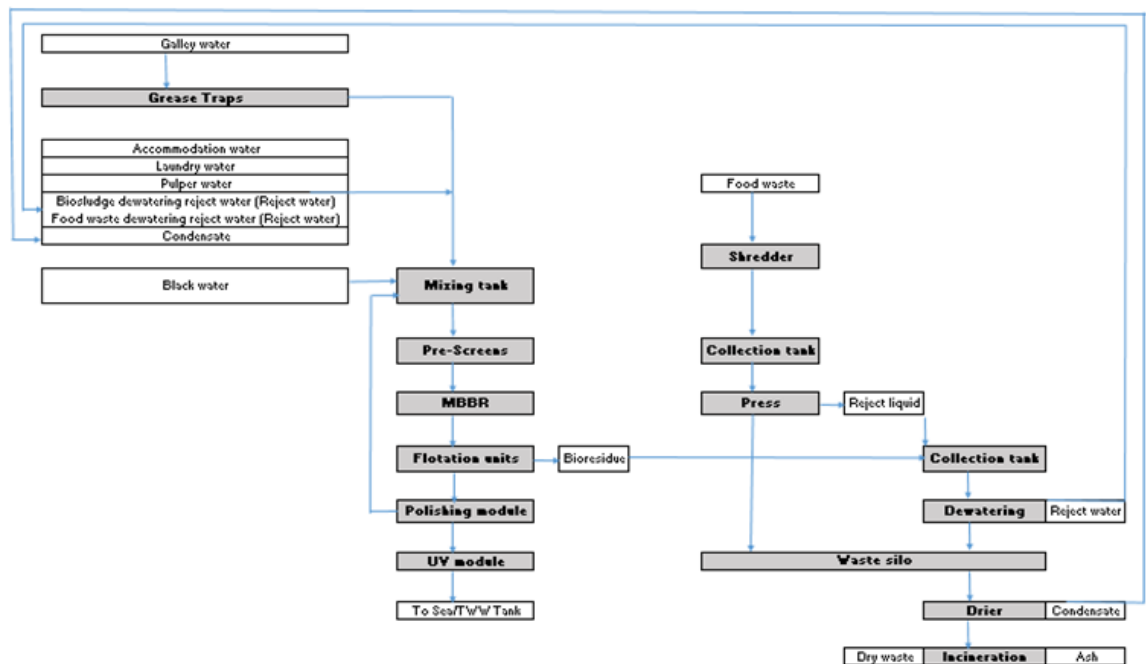 Galley water
Grease Traps
Accommodation water
Laundry water
Pulper water
Biosludge dewatering reject water (Reject water)
Food waste dewatering reject water (Reject water)
Condensate
Black water
Mixing tank
Pre-Screens
MBBR
Flotation units
Bioresidue
Polishing module
UV module
To Sea/TWW Tank
Food waste
Shredder
Collection tank
Press
Reject liquid
Collection tank
Dewatering
Reject water
Waste silo
Drier
Condensate
Dry waste
Incineration
Ash